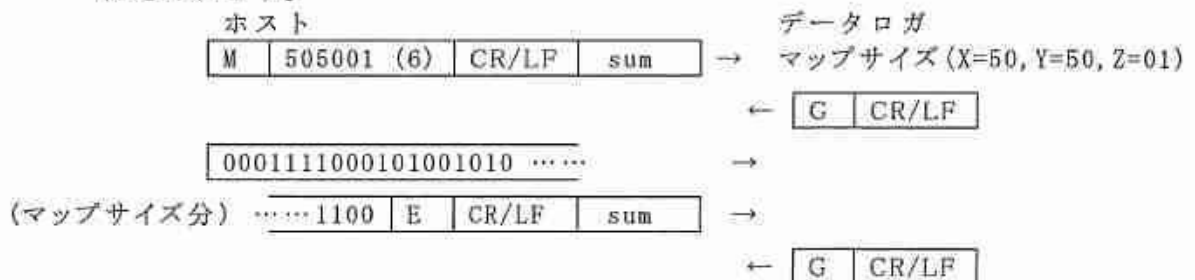 ホスト データロガ
M 505001 (6) CR/LF sum → マップサイズ(X=50, Y=50, Z=01)
← G CR/LF
0001111000101001010 …… →
(マップサイズ分) ……1100 E CR/LF sum →
← G CR/LF